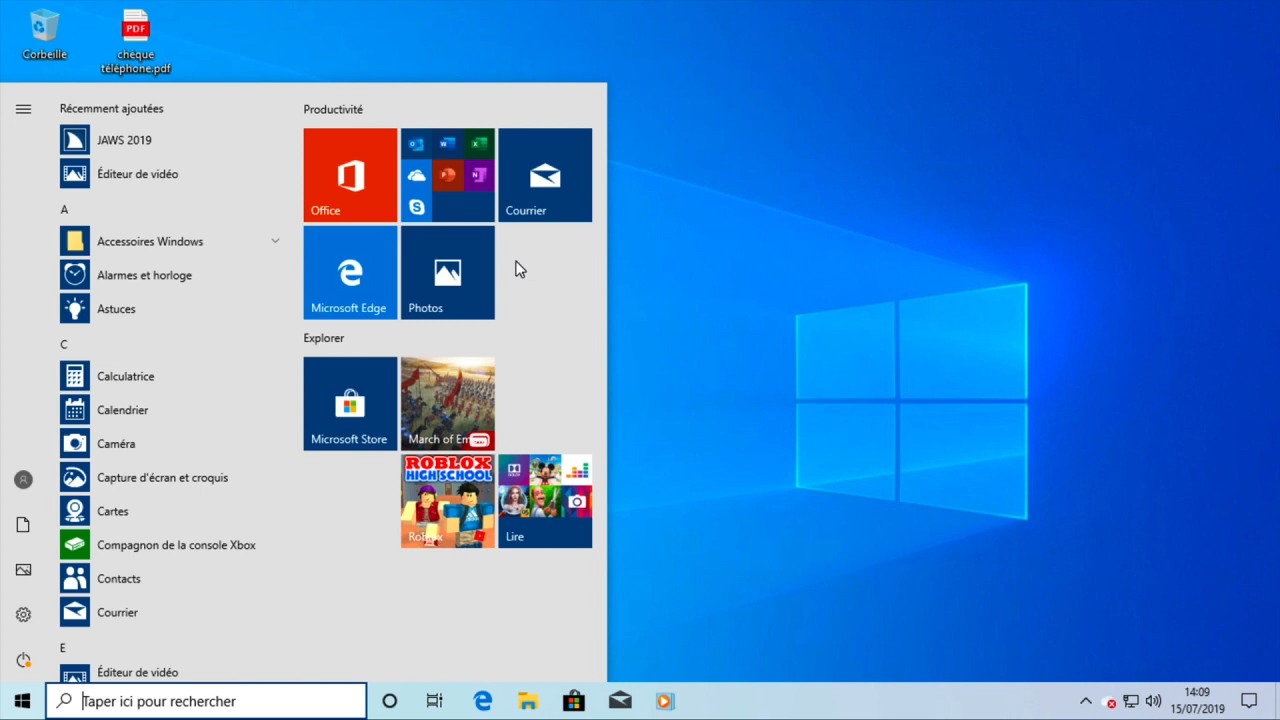 PDF
Corbeille
chèque
téléphone.pdf
Récemment ajoutées
JAWS 2019
Éditeur de vidéo
A
Accessoires Windows
Alarmes et horloge
Astuces
C
Calculatrice
Calendrier
Caméra
Capture d'écran et croquis
Cartes
Compagnon de la console Xbox
Contacts
Courrier
E
Éditeur de vidéo
Productivité
Office
Courrier
Microsoft Edge
Photos
Explorer
Microsoft Store
March of Em
ROBLOX
HIGH SCHOOL
Roblox
Lire
Taper ici pour rechercher
14:09
15/07/2019